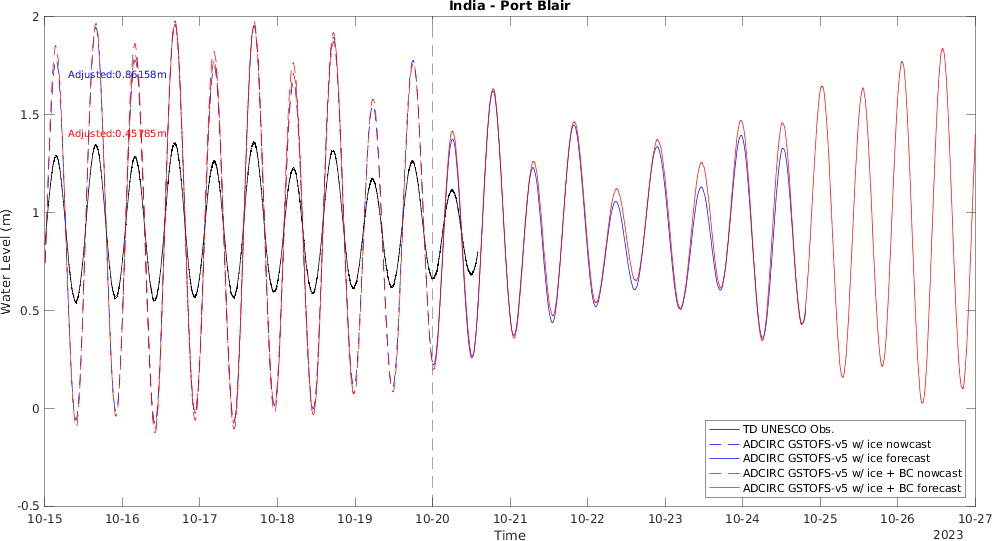 India - Port Blair
Water Level (m)
2
1.5
1
0.5
0
-0.5
Adjusted:0.86158m
Adjusted:0.45785m
TD UNESCO Obs.
ADCIRC GSTOFS-v5 w/ ice nowcast
ADCIRC GSTOFS-v5 w/ ice forecast
ADCIRC GSTOFS-v5 w/ ice + BC nowcast
ADCIRC GSTOFS-v5 w/ ice + BC forecast
10-15 10-16 10-17 10-18 10-19 10-20 10-21 10-22 10-23 10-24 10-25 10-26 10-27
Time
2023